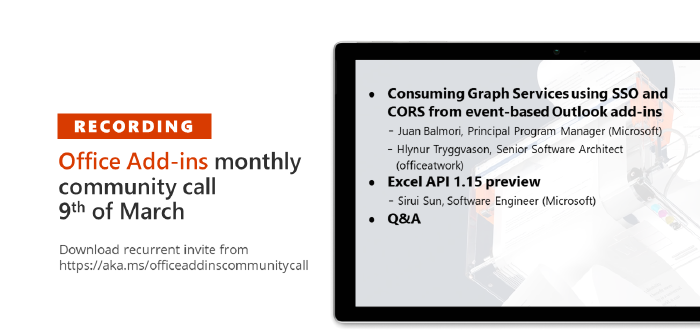 RECORDING
Office Add-ins monthly
community call
9th of March
Download recurrent invite from
https://aka.ms/officeaddinscommunitycall
• Consuming Graph Services using SSO and
CORS from event-based Outlook add-ins
- Juan Balmori, Principal Program Manager (Microsoft)
- Hlynur Tryggvason, Senior Software Architect
(officeatwork)
• Excel API 1.15 preview
- Sirui Sun, Software Engineer (Microsoft)
• Q&A